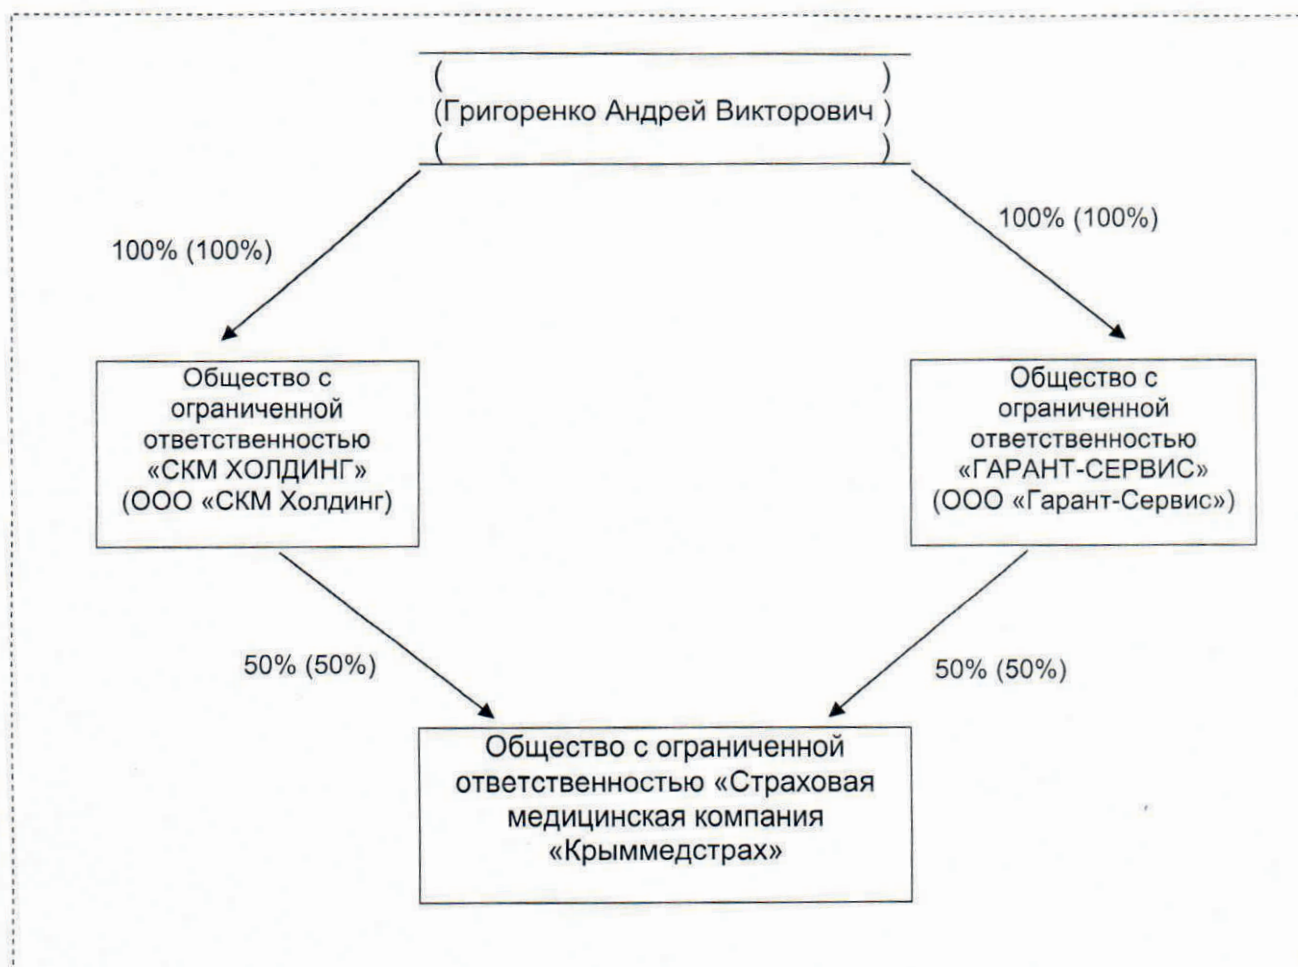 (Григоренко Андрей Викторович )
100% (100%)
100% (100%)
Общество с
ограниченной
ответственностью
«СКМ ХОЛДИНГ»
(ООО «СКМ Холдинг)
Общество с
ограниченной
ответственностью
«ГАРАНТ-СЕРВИС»
(ООО «Гарант-Сервис»)
50% (50%)
50% (50%)
Общество с ограниченной
ответственностью «Страховая
медицинская компания
«Крыммедстрах»